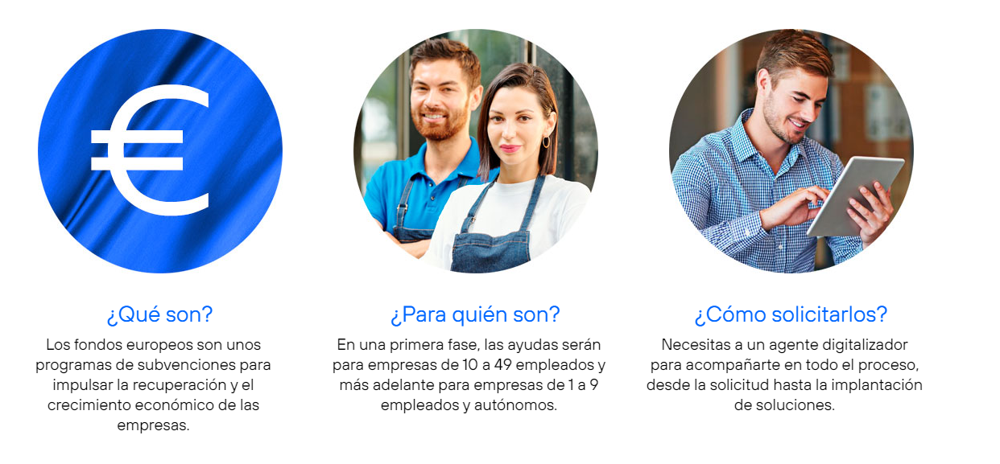 €
¿Qué son?
Los fondos europeos son unos
programas de subvenciones para
impulsar la recuperación y el
crecimiento económico de las
empresas.
¿Para quién son?
En una primera fase, las ayudas serán
para empresas de 10 a 49 empleados y
más adelante para empresas de 1 a 9
empleados y autónomos.
¿Cómo solicitarlos?
Necesitas a un agente digitalizador
para acompañarte en todo el proceso,
desde la solicitud hasta la implantación
de soluciones.